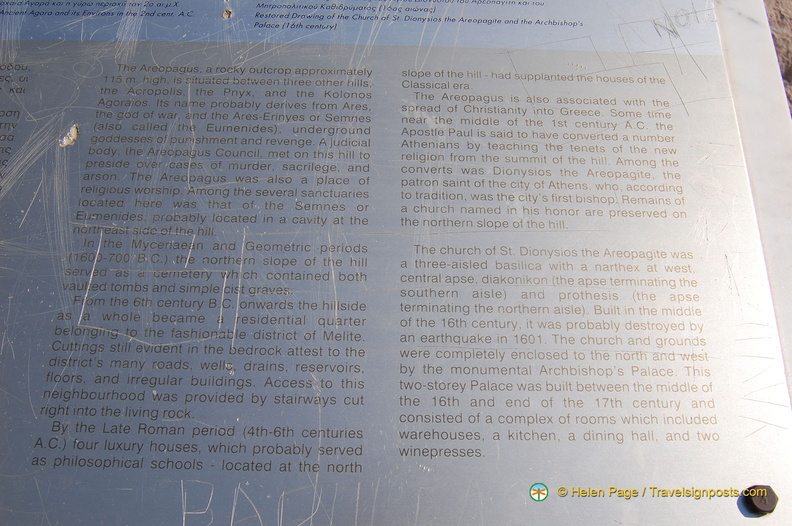 Ancient Agora and its Environs in the 2nd cent. A.C.
Μητροπολιτικού Καθιδρύματος (16ος αιώνας)
Restored Drawing of the Church of St. Dionysios the Areopagite and the Archbishop's
Palace (16th century)
The Areopagus, a rocky outcrop approximately
115 m. high, is situated between three other hills,
the Acropolis, the Pnyx, and the Kolonos
Agoraios. Its name probably derives from Ares,
the god of war, and the Ares-Erinyes or Semnes
(also called the Eumenides), underground
goddesses of punishment and revenge. A judicial
body, the Areopagus Council, met on this hill to
preside over cases of murder, sacrilege, and
arson. The Areopagus was also a place of
religious worship. Among the several sanctuaries
located here was that of the Semnes or
Eumenides, probably located in a cavity at the
northeast side of the hill.
In the Mycenaean and Geometric periods
(1600-700 B.C.) the northern slope of the hill
served as a cemetery which contained both
vaulted tombs and simple cist graves.
From the 6th century B.C. onwards the hillside
as a whole became a residential quarter
belonging to the fashionable district of Melite.
Cuttings still evident in the bedrock attest to the
district's many roads, wells, drains, reservoirs,
floors, and irregular buildings. Access to this
neighbourhood was provided by stairways cut
right into the living rock.
By the Late Roman period (4th-6th centuries
A.C.) four luxury houses, which probably served
as philosophical schools - located at the north
slope of the hill - had supplanted the houses of the
Classical era.
The Areopagus is also associated with the
spread of Christianity into Greece. Some time
near the middle of the 1st century A.C. the
Apostle Paul is said to have converted a number
Athenians by teaching the tenets of the new
religion from the summit of the hill. Among the
converts was Dionysios the Areopagite, the
patron saint of the city of Athens, who, according
to tradition, was the city's first bishop. Remains of
a church named in his honor are preserved on
the northern slope of the hill.
The church of St. Dionysios the Areopagite was
a three-aisled basilica with a narthex at west,
central apse, diakonikon (the apse terminating the
southern aisle) and prothesis (the apse
terminating the northern aisle). Built in the middle
of the 16th century, it was probably destroyed by
an earthquake in 1601. The church and grounds
were completely enclosed to the north and west
by the monumental Archbishop's Palace. This
two-storey Palace was built between the middle of
the 16th and end of the 17th century and
consisted of a complex of rooms which included
warehouses, a kitchen, a dining hall, and two
winepresses.
© Helen Page / Travelsignposts.com